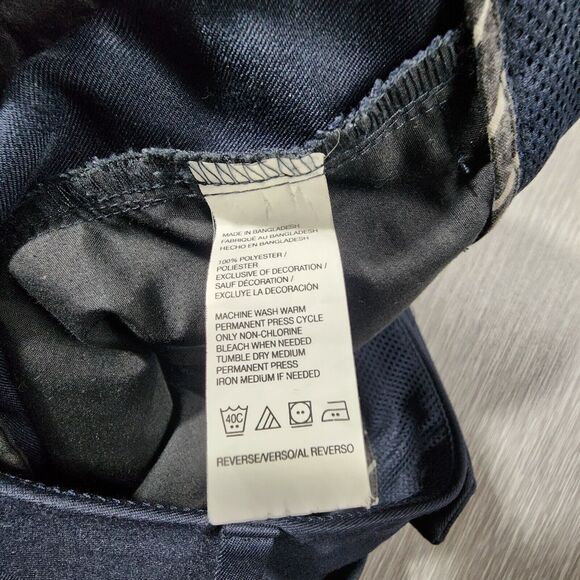 MADE IN BANGLADESH
FABRIQUÉ AU BANGLADESH
HECHO EN BANGLADESH
100% POLYESTER /
POLIESTER
EXCLUSIVE OF DECORATION /
SAUF DÉCORATION /
EXCLUYE LA DECORACIÓN
MACHINE WASH WARM
PERMANENT PRESS CYCLE
ONLY NON-CHLORINE
BLEACH WHEN NEEDED
TUMBLE DRY MEDIUM
PERMANENT PRESS
IRON MEDIUM IF NEEDED
40C
REVERSE/VERSO/AL REVERSO